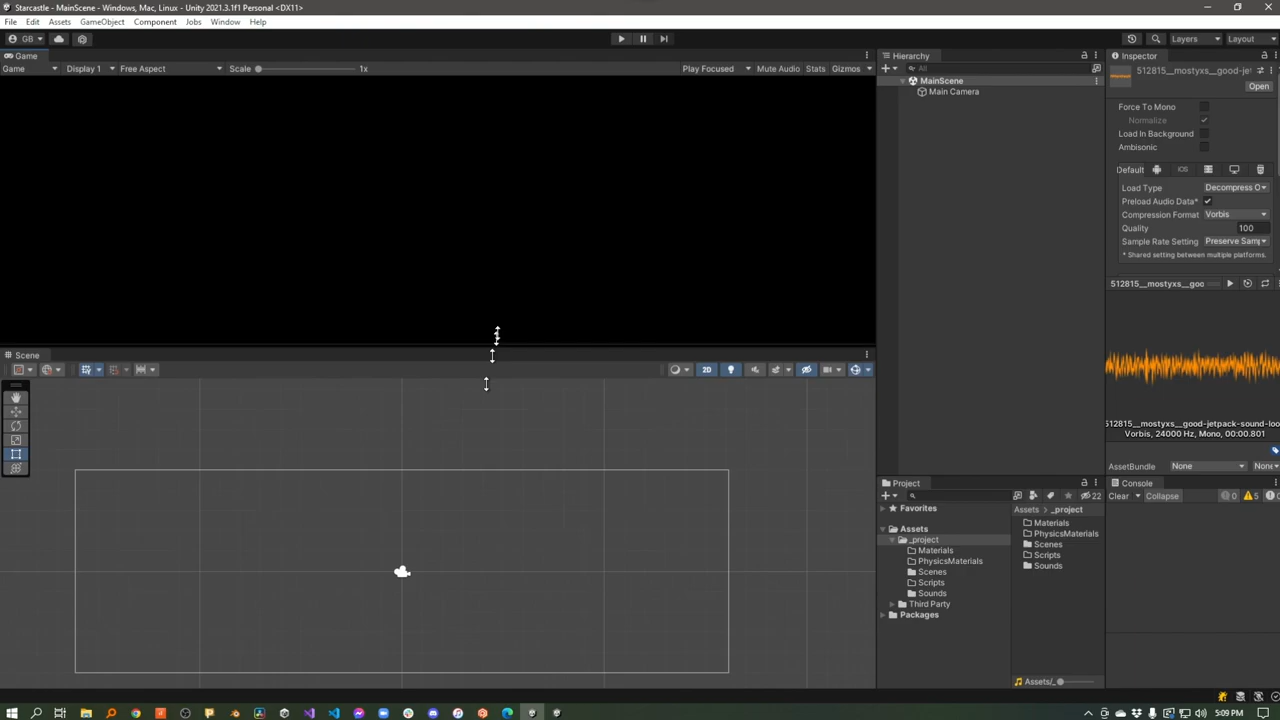 Starcastle - MainScene - Windows, Mac, Linux - Unity 2021.3.1f1 Personal <DX11>
File Edit Assets GameObject Component Jobs Window Help
GB
Layers Layout
Game
Game Display 1 Free Aspect Scale 1x Play Focused Mute Audio Stats Gizmos
Scene
2D
Hierarchy
All
MainScene
Main Camera
Inspector
512815__mostyxs__good-je
Open
Force To Mono
Normalize
Load In Background
Ambisonic
Default iOS
Load Type Decompress O
Preload Audio Data*
Compression Format Vorbis
Quality 100
Sample Rate Setting Preserve Sam
* Shared setting between multiple platforms.
512815__mostyxs__goo
512815__mostyxs__good-jetpack-sound-loo
Vorbis, 24000 Hz, Mono, 00:00.801
AssetBundle None None
Project
22
Favorites
Assets
_project
Materials
PhysicsMaterials
Scenes
Scripts
Sounds
Third Party
Packages
Assets > _project
Materials
PhysicsMaterials
Scenes
Scripts
Sounds
Assets/_
Console
Clear Collapse 0 5
5:09 PM